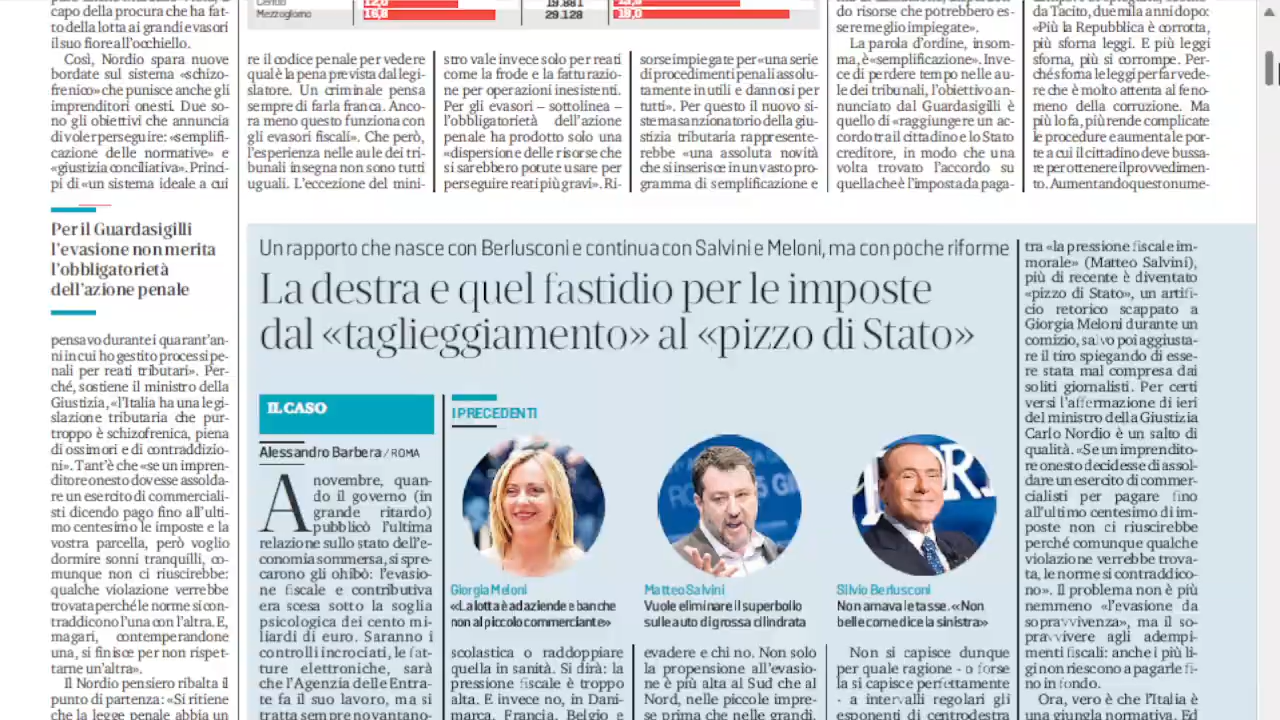 capo della procura che ha fat-
to della lotta ai grandi evasori
il suo fiore all'occhiello.
Così, Nordio spara nuove
bordate sul sistema «schizo-
frenico» che punisce anche gli
imprenditori onesti. Due so-
no gli obiettivi che annuncia
di voler perseguire: «semplifi-
cazione delle normative» e
«giustizia conciliativa». Princi-
pi di «un sistema ideale a cui
Per il Guardasigilli
l'evasione non merita
l'obbligatorietà
dell'azione penale
pensavo durante i quarant'an-
ni in cui ho gestito processi pe-
nali per reati tributari». Per-
ché, sostiene il ministro della
Giustizia, «l'Italia ha una legi-
slazione tributaria che pur-
troppo è schizofrenica, piena
di ossimori e di contraddizio-
ni». Tant'è che «se un impren-
ditore onesto dovesse assolda-
re un esercito di commerciali-
sti dicendo pago fino all'ulti-
mo centesimo le imposte e la
vostra parcella, però voglio
dormire sonni tranquilli, co-
munque non ci riuscirebbe:
qualche violazione verrebbe
trovata perché le norme si con-
traddicono l'una con l'altra. E,
magari, contemperandone
una, si finisce per non rispet-
tarne un'altra».
Il Nordio pensiero ribalta il
punto di partenza: «Si ritiene
che la legge penale abbia un
Centro 12,0 19.881
Mezzogiorno 16,8 29.128 19,0
re il codice penale per vedere
qual è la pena prevista dal legi-
slatore. Un criminale pensa
sempre di farla franca. Anco-
ra meno questo funziona con
gli evasori fiscali». Che però,
l'esperienza nelle aule dei tri-
bunali insegna non sono tutti
uguali. L'eccezione del mini-
stro vale invece solo per reati
come la frode e la fatturazio-
ne per operazioni inesistenti.
Per gli evasori – sottolinea –
l'obbligatorietà dell'azione
penale ha prodotto solo una
«dispersione delle risorse che
si sarebbero potute usare per
perseguire reati più gravi». Ri-
sorse impiegate per «una serie
di procedimenti penali assolu-
tamente inutili e dannosi per
tutti». Per questo il nuovo si-
stema sanzionatorio della giu-
stizia tributaria rappresente-
rebbe «una assoluta novità
che si inserisce in un vasto pro-
gramma di semplificazione e
do risorse che potrebbero es-
sere meglio impiegate».
La parola d'ordine, insom-
ma, è «semplificazione». Inve-
ce di perdere tempo nelle au-
le dei tribunali, l'obiettivo an-
nunciato dal Guardasigilli è
quello di «raggiungere un ac-
cordo tra il cittadino e lo Stato
creditore, in modo che una
volta trovato l'accordo su
quella che è l'imposta da paga-
da Tacito, due mila anni dopo:
«Più la Repubblica è corrotta,
più sforna leggi. E più leggi
sforna, più si corrompe. Per-
ché sforna le leggi per far vede-
re che è molto attenta al feno-
meno della corruzione. Ma
più lo fa, più rende complicate
le procedure e aumenta le por-
te a cui il cittadino deve bussa-
re per ottenere il provvedimen-
to. Aumentando questo nume-
Un rapporto che nasce con Berlusconi e continua con Salvini e Meloni, ma con poche riforme
La destra e quel fastidio per le imposte
dal «taglieggiamento» al «pizzo di Stato»
IL CASO
Alessandro Barbera / ROMA
A novembre, quan-
do il governo (in
grande ritardo)
pubblicò l'ultima
relazione sullo stato dell'e-
conomia sommersa, si spre-
carono gli ohibò: l'evasio-
ne fiscale e contributiva
era scesa sotto la soglia
psicologica dei cento mi-
liardi di euro. Saranno i
controlli incrociati, le fat-
ture elettroniche, sarà
che l'Agenzia delle Entra-
te fa il suo lavoro, ma si
tratta sempre no vantano-
I PRECEDENTI
Giorgia Meloni
«La lotta è ad aziende e banche
non al piccolo commerciante»
Matteo Salvini
Vuole eliminare il superbollo
sulle auto di grossa cilindrata
Silvio Berlusconi
Non amava le tasse. «Non
belle come dice la sinistra»
scolastica o raddoppiare
quella in sanità. Si dirà: la
pressione fiscale è troppo
alta. E invece no, in Dani-
marca, Francia, Belgio e
evadere e chi no. Non solo
la propensione all'evasio-
ne è più alta al Sud che al
Nord, nelle piccole impre-
se prima che nelle grandi,
Non si capisce dunque
per quale ragione - o forse
la si capisce perfettamente
- a intervalli regolari gli
esponenti di centrodestra
tra «la pressione fiscale im-
morale» (Matteo Salvini),
più di recente è diventato
«pizzo di Stato», un artifi-
cio retorico scappato a
Giorgia Meloni durante un
comizio, salvo poi aggiusta-
re il tiro spiegando di esse-
re stata mal compresa dai
soliti giornalisti. Per certi
versi l'affermazione di ieri
del ministro della Giustizia
Carlo Nordio è un salto di
qualità. «Se un imprendito-
re onesto decidesse di assol-
dare un esercito di commer-
cialisti per pagare fino
all'ultimo centesimo di im-
poste non ci riuscirebbe
perché comunque qualche
violazione verrebbe trova-
ta, le norme si contraddico-
no». Il problema non è più
nemmeno «l'evasione da
sopravvivenza», ma il so-
pravvivere agli adempi-
menti fiscali: anche i più li-
gi non riescono a pagarle fi-
no in fondo.
Ora, vero è che l'Italia è
una giungla normativa. Ed